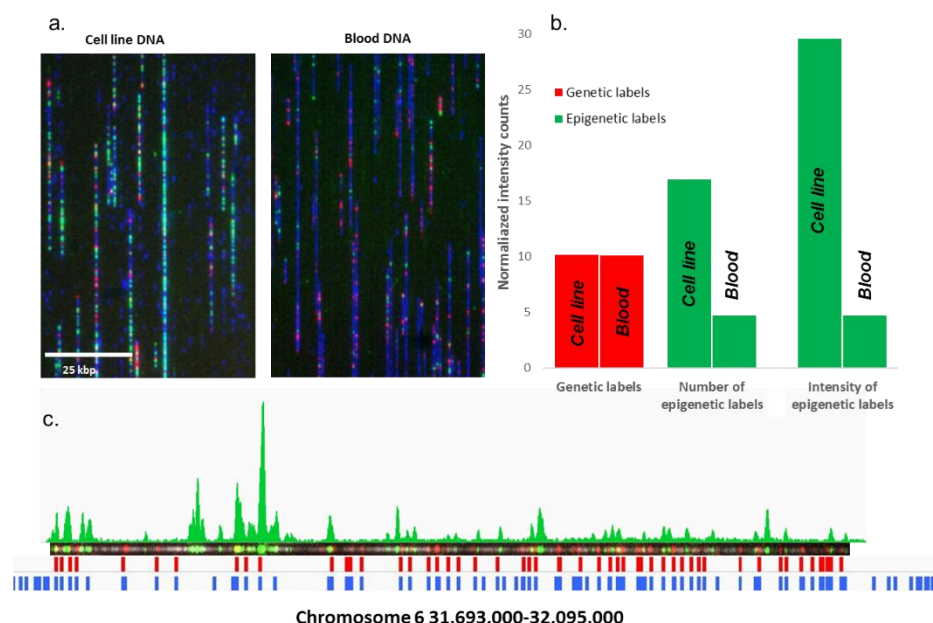 a.
Cell line DNA
Blood DNA
25 kbp
b.
30
25
20
15
10
5
0
Normaliazed intensity counts
Genetic labels
Epigenetic labels
Cell line
Blood
Cell line
Blood
Cell line
Blood
Genetic labels
Number of
epigenetic labels
Intensity of
epigenetic labels
c.
Chromosome 6 31,693,000-32,095,000